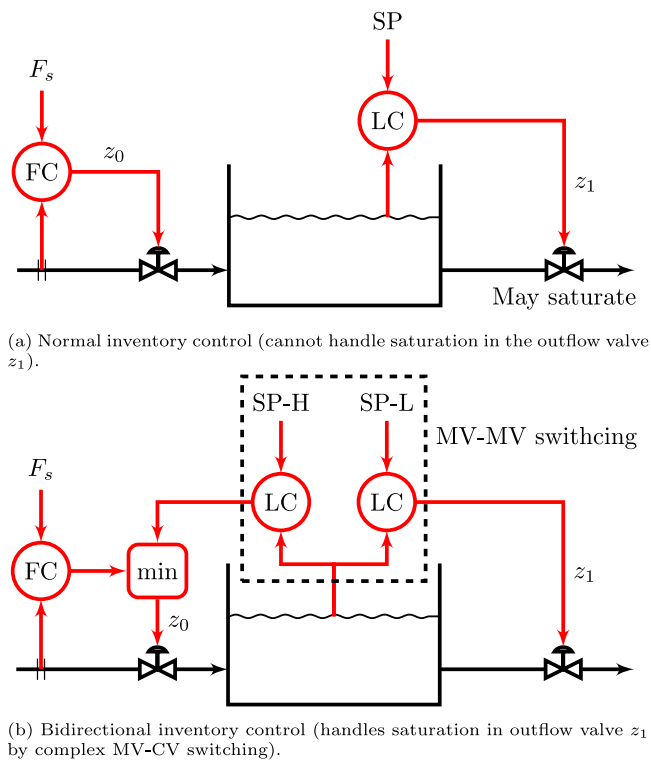 SP
F_s
LC
z_0
FC
z_1
May saturate
(a) Normal inventory control (cannot handle saturation in the outflow valve
z_1).
SP-H SP-L
MV-MV swithcing
F_s
LC LC
FC min
z_1
z_0
(b) Bidirectional inventory control (handles saturation in outflow valve z_1
by complex MV-CV switching).